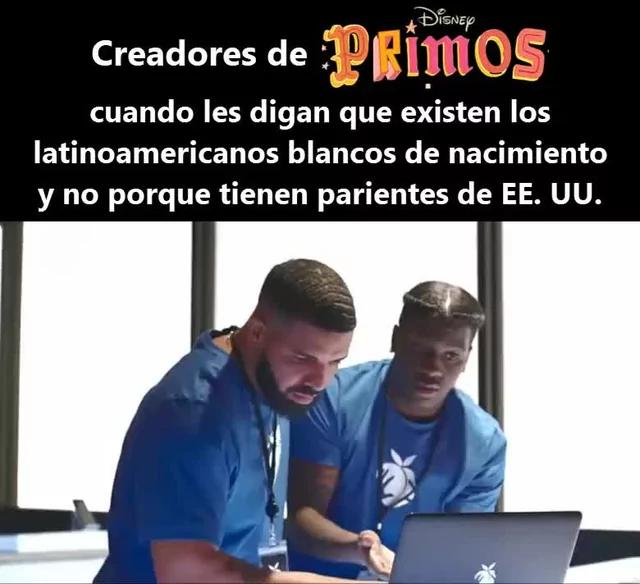 Creadores de Disney PRIMOS
cuando les digan que existen los
latinoamericanos blancos de nacimiento
y no porque tienen parientes de EE. UU.